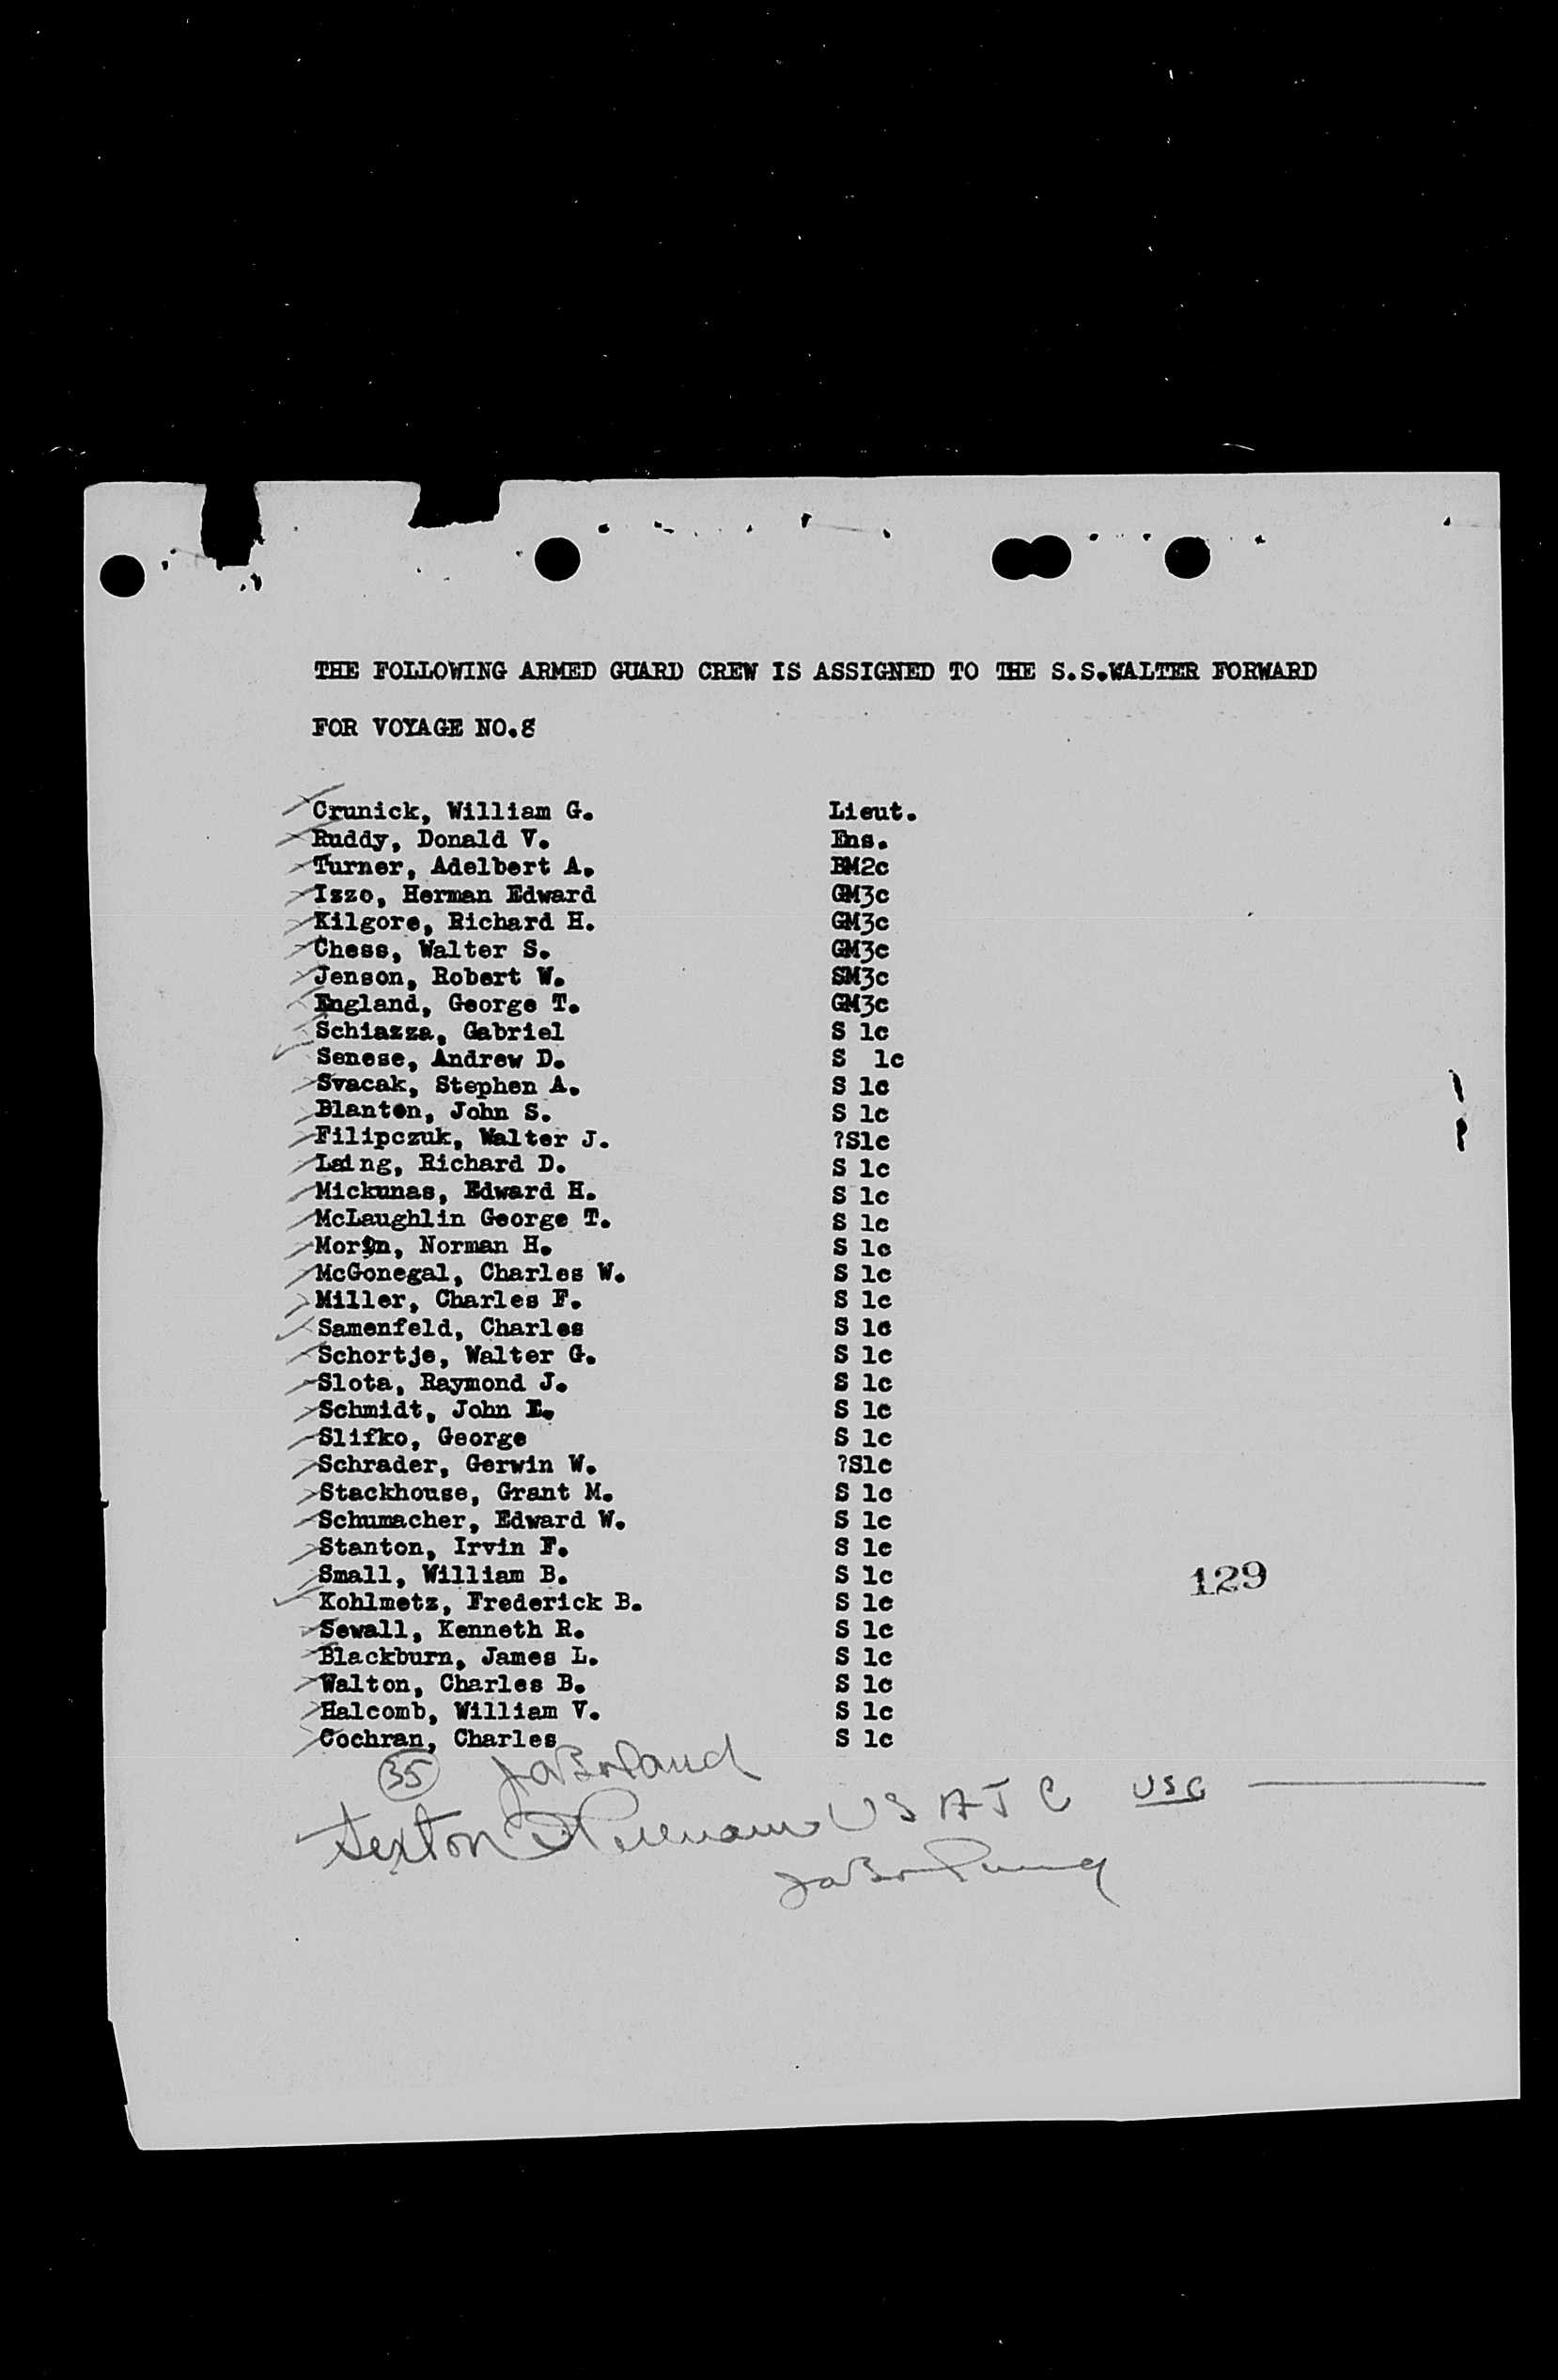 THE FOLLOWING ARMED GUARD CREW IS ASSIGNED TO THE S.S.WALTER FORWARD
FOR VOYAGE NO.8
Crunick, William G. Lieut.
Ruddy, Donald V. Ens.
Turner, Adelbert A. BM2c
Izzo, Herman Edward GM3c
Kilgore, Richard H. GM3c
Chess, Walter S. GM3c
Jenson, Robert W. SM3c
England, George T. GM3c
Schiazza, Gabriel S 1c
Senese, Andrew D. S 1c
Svacak, Stephen A. S 1c
Blanton, John S. S 1c
Filipczuk, Walter J. ?S1c
Laing, Richard D. S 1c
Mickunas, Edward H. S 1c
McLaughlin George T. S 1c
Norman H. S 1c
McGonegal, Charles W. S 1c
Miller, Charles F. S 1c
Samenfeld, Charles S 1c
Schortje, Walter G. S 1c
Slota, Raymond J. S 1c
Schmidt, John E. S 1c
Slifko, George S 1c
Schrader, Gerwin W. ?S1c
Stackhouse, Grant M. S 1c
Schumacher, Edward W. S 1c
Stanton, Irvin F. S 1c
Small, William B. S 1c
129
Kohlmetz, Frederick B. S 1c
Sewall, Kenneth R. S 1c
Blackburn, James L. S 1c
Walton, Charles B. S 1c
Halcomb, William V. S 1c
Cochran, Charles S 1c
35
Sexton USATC USC